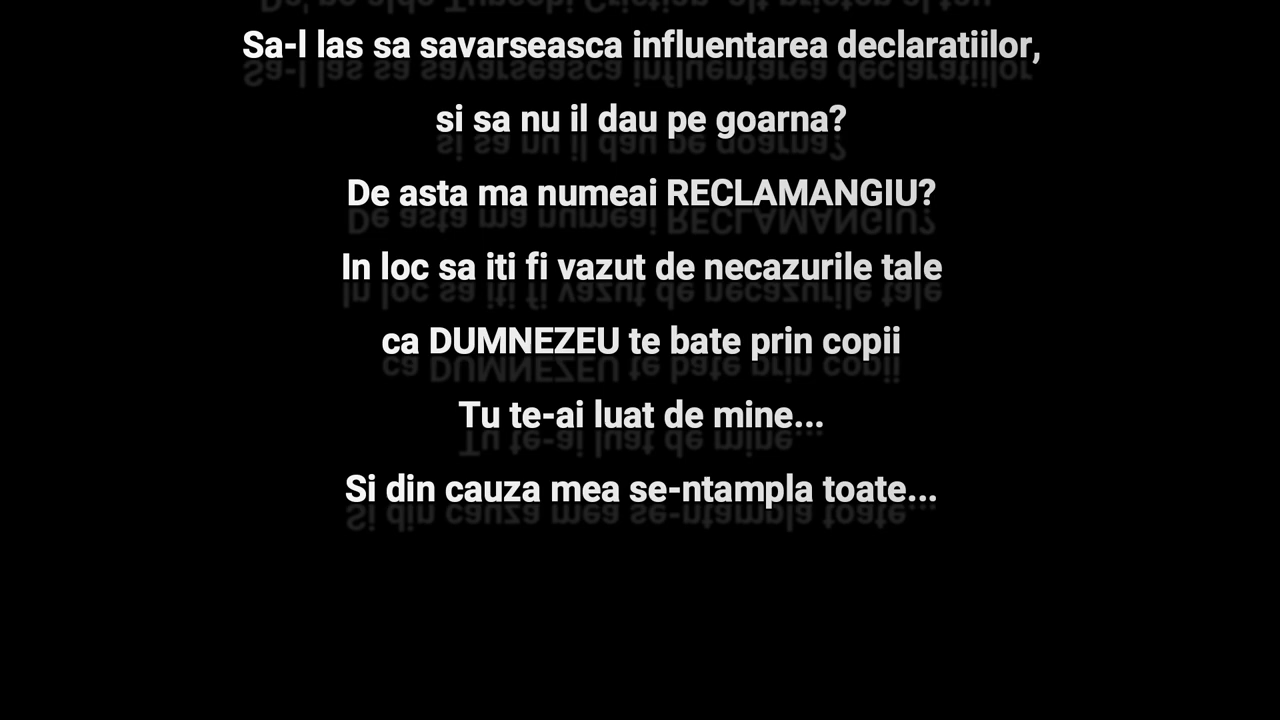 Sa-l las sa savarseasca influentarea declaratiilor,
si sa nu il dau pe goarna?
De asta ma numeai RECLAMANGIU?
In loc sa iti fi vazut de necazurile tale
ca DUMNEZEU te bate prin copii
Tu te-ai luat de mine...
Si din cauza mea se-ntampla toate...